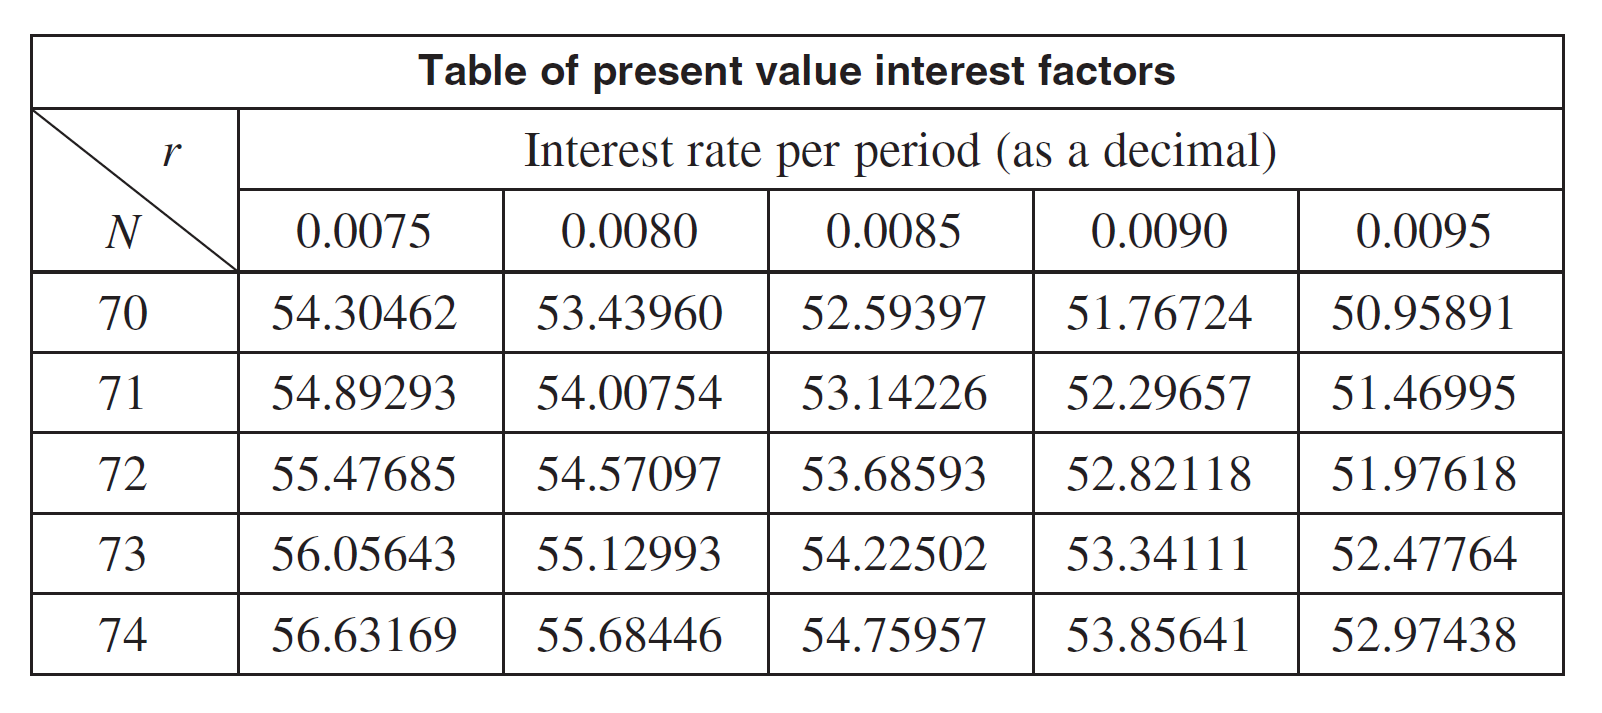 Table of present value interest factors
r
Interest rate per period (as a decimal)
N
0.0075 0.0080 0.0085 0.0090 0.0095
70 54.30462 53.43960 52.59397 51.76724 50.95891
71 54.89293 54.00754 53.14226 52.29657 51.46995
72 55.47685 54.57097 53.68593 52.82118 51.97618
73 56.05643 55.12993 54.22502 53.34111 52.47764
74 56.63169 55.68446 54.75957 53.85641 52.97438